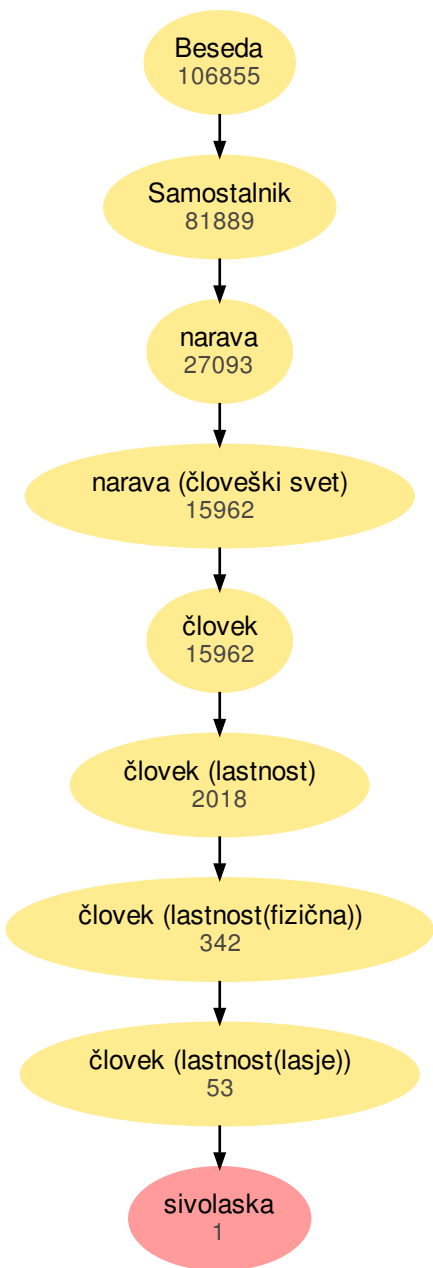 Beseda
106855
Samostalnik
81889
narava
27093
narava (človeški svet)
15962
človek
15962
človek (lastnost)
2018
človek (lastnost(fizična))
342
človek (lastnost(lasje))
53
sivolaska
1